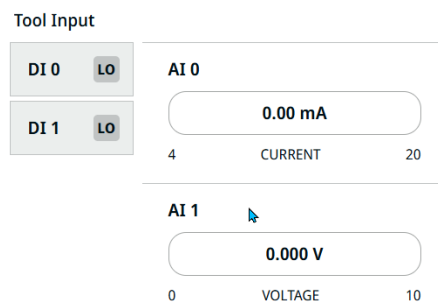 Tool Input
DI 0 LO
DI 1 LO
AI 0
0.00 mA
4 CURRENT 20
AI 1
0.000 V
0 VOLTAGE 10